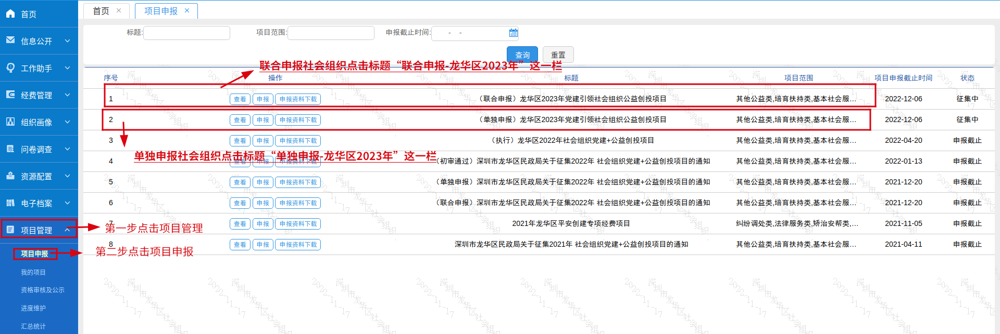 首页
信息公开
工作助手
经费管理
组织画像
问卷调查
资源配置
电子档案
项目管理
项目申报
我的项目
资格审核及公示
进度维护
汇总统计
首页 ×
项目申报 ×
标题: 项目范围: 申报截止时间: - -
查询 重置
联合申报社会组织点击标题“联合申报-龙华区2023年”这一栏
序号 操作 标题 项目范围 项目申报截止时间 状态
1 查看 申报 申报资料下载 （联合申报）龙华区2023年党建引领社会组织公益创投项目 其他公益类,培育扶持类,基本社会服... 2022-12-06 征集中
2 查看 申报 申报资料下载 （单独申报）龙华区2023年党建引领社会组织公益创投项目 其他公益类,培育扶持类,基本社会服... 2022-12-06 征集中
3 查看 申报 申报资料下载 （执行）龙华区2022年社会组织党建+公益创投项目 其他公益类,培育扶持类,基本社会服... 2022-04-20 申报截止
单独申报社会组织点击标题“单独申报-龙华区2023年”这一栏
4 查看 申报 申报资料下载 （初审通过）深圳市龙华区民政局关于征集2022年 社会组织党建+公益创投项目的通知 其他公益类,培育扶持类,基本社会服... 2022-01-13 申报截止
5 查看 申报 申报资料下载 （单独申报）深圳市龙华区民政局关于征集2022年 社会组织党建+公益创投项目的通知 其他公益类,培育扶持类,基本社会服... 2021-12-20 申报截止
6 查看 申报 申报资料下载 （联合申报）深圳市龙华区民政局关于征集2022年 社会组织党建+公益创投项目的通知 其他公益类,培育扶持类,基本社会服... 2021-12-20 申报截止
7 查看 申报 申报资料下载 2021年龙华区平安创建专项经费项目 纠纷调处类,法律服务类,矫治安帮类,... 2021-11-05 申报截止
第一步点击项目管理
8 查看 申报 申报资料下载 深圳市龙华区民政局关于征集2021年 社会组织党建+公益创投项目的通知 其他公益类,培育扶持类,基本社会服... 2021-04-11 申报截止
第二步点击项目申报
深圳市龙华区社会组织
2022-11-17